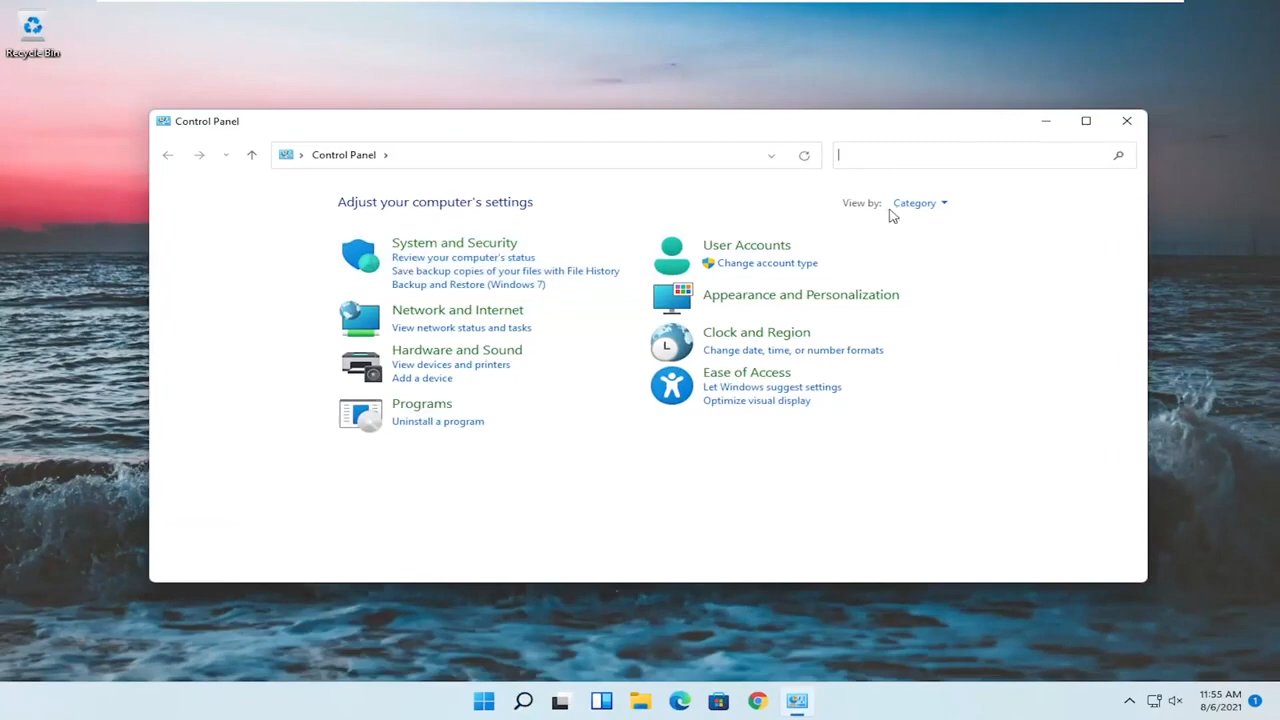 Recycle Bin
Control Panel
Control Panel
Adjust your computer's settings
View by: Category
System and Security
Review your computer's status
Save backup copies of your files with File History
Backup and Restore (Windows 7)
Network and Internet
View network status and tasks
Hardware and Sound
View devices and printers
Add a device
Programs
Uninstall a program
User Accounts
Change account type
Appearance and Personalization
Clock and Region
Change date, time, or number formats
Ease of Access
Let Windows suggest settings
Optimize visual display
11:55 AM
8/6/2021
1